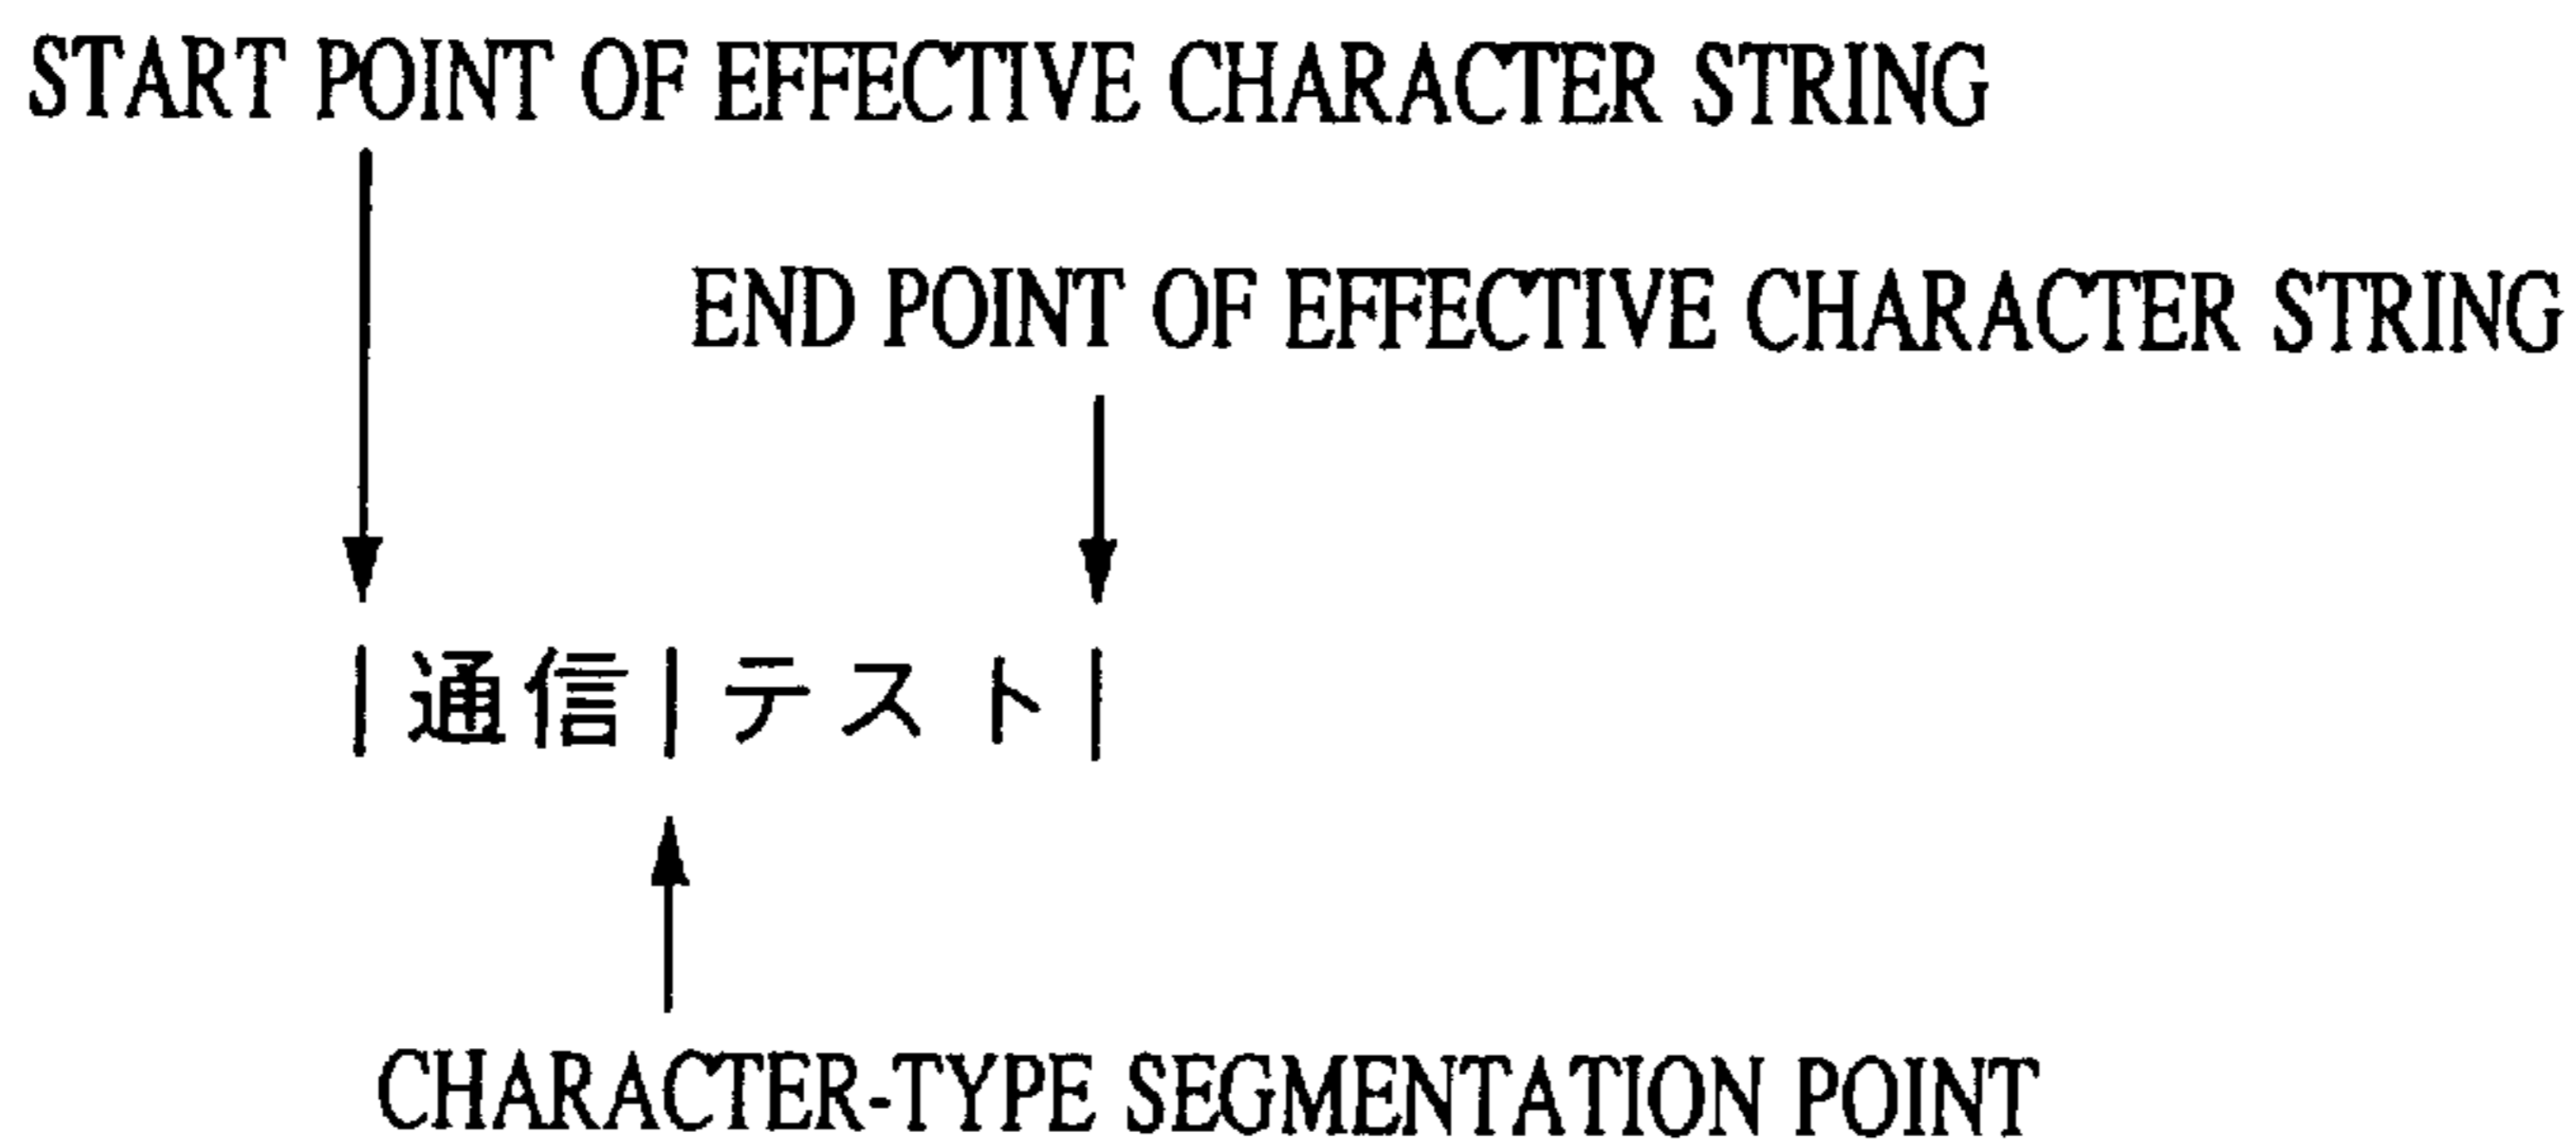 START POINT OF EFFECTIVE CHARACTER STRING
END POINT OF EFFECTIVE CHARACTER STRING
|通信|テスト|
CHARACTER-TYPE SEGMENTATION POINT